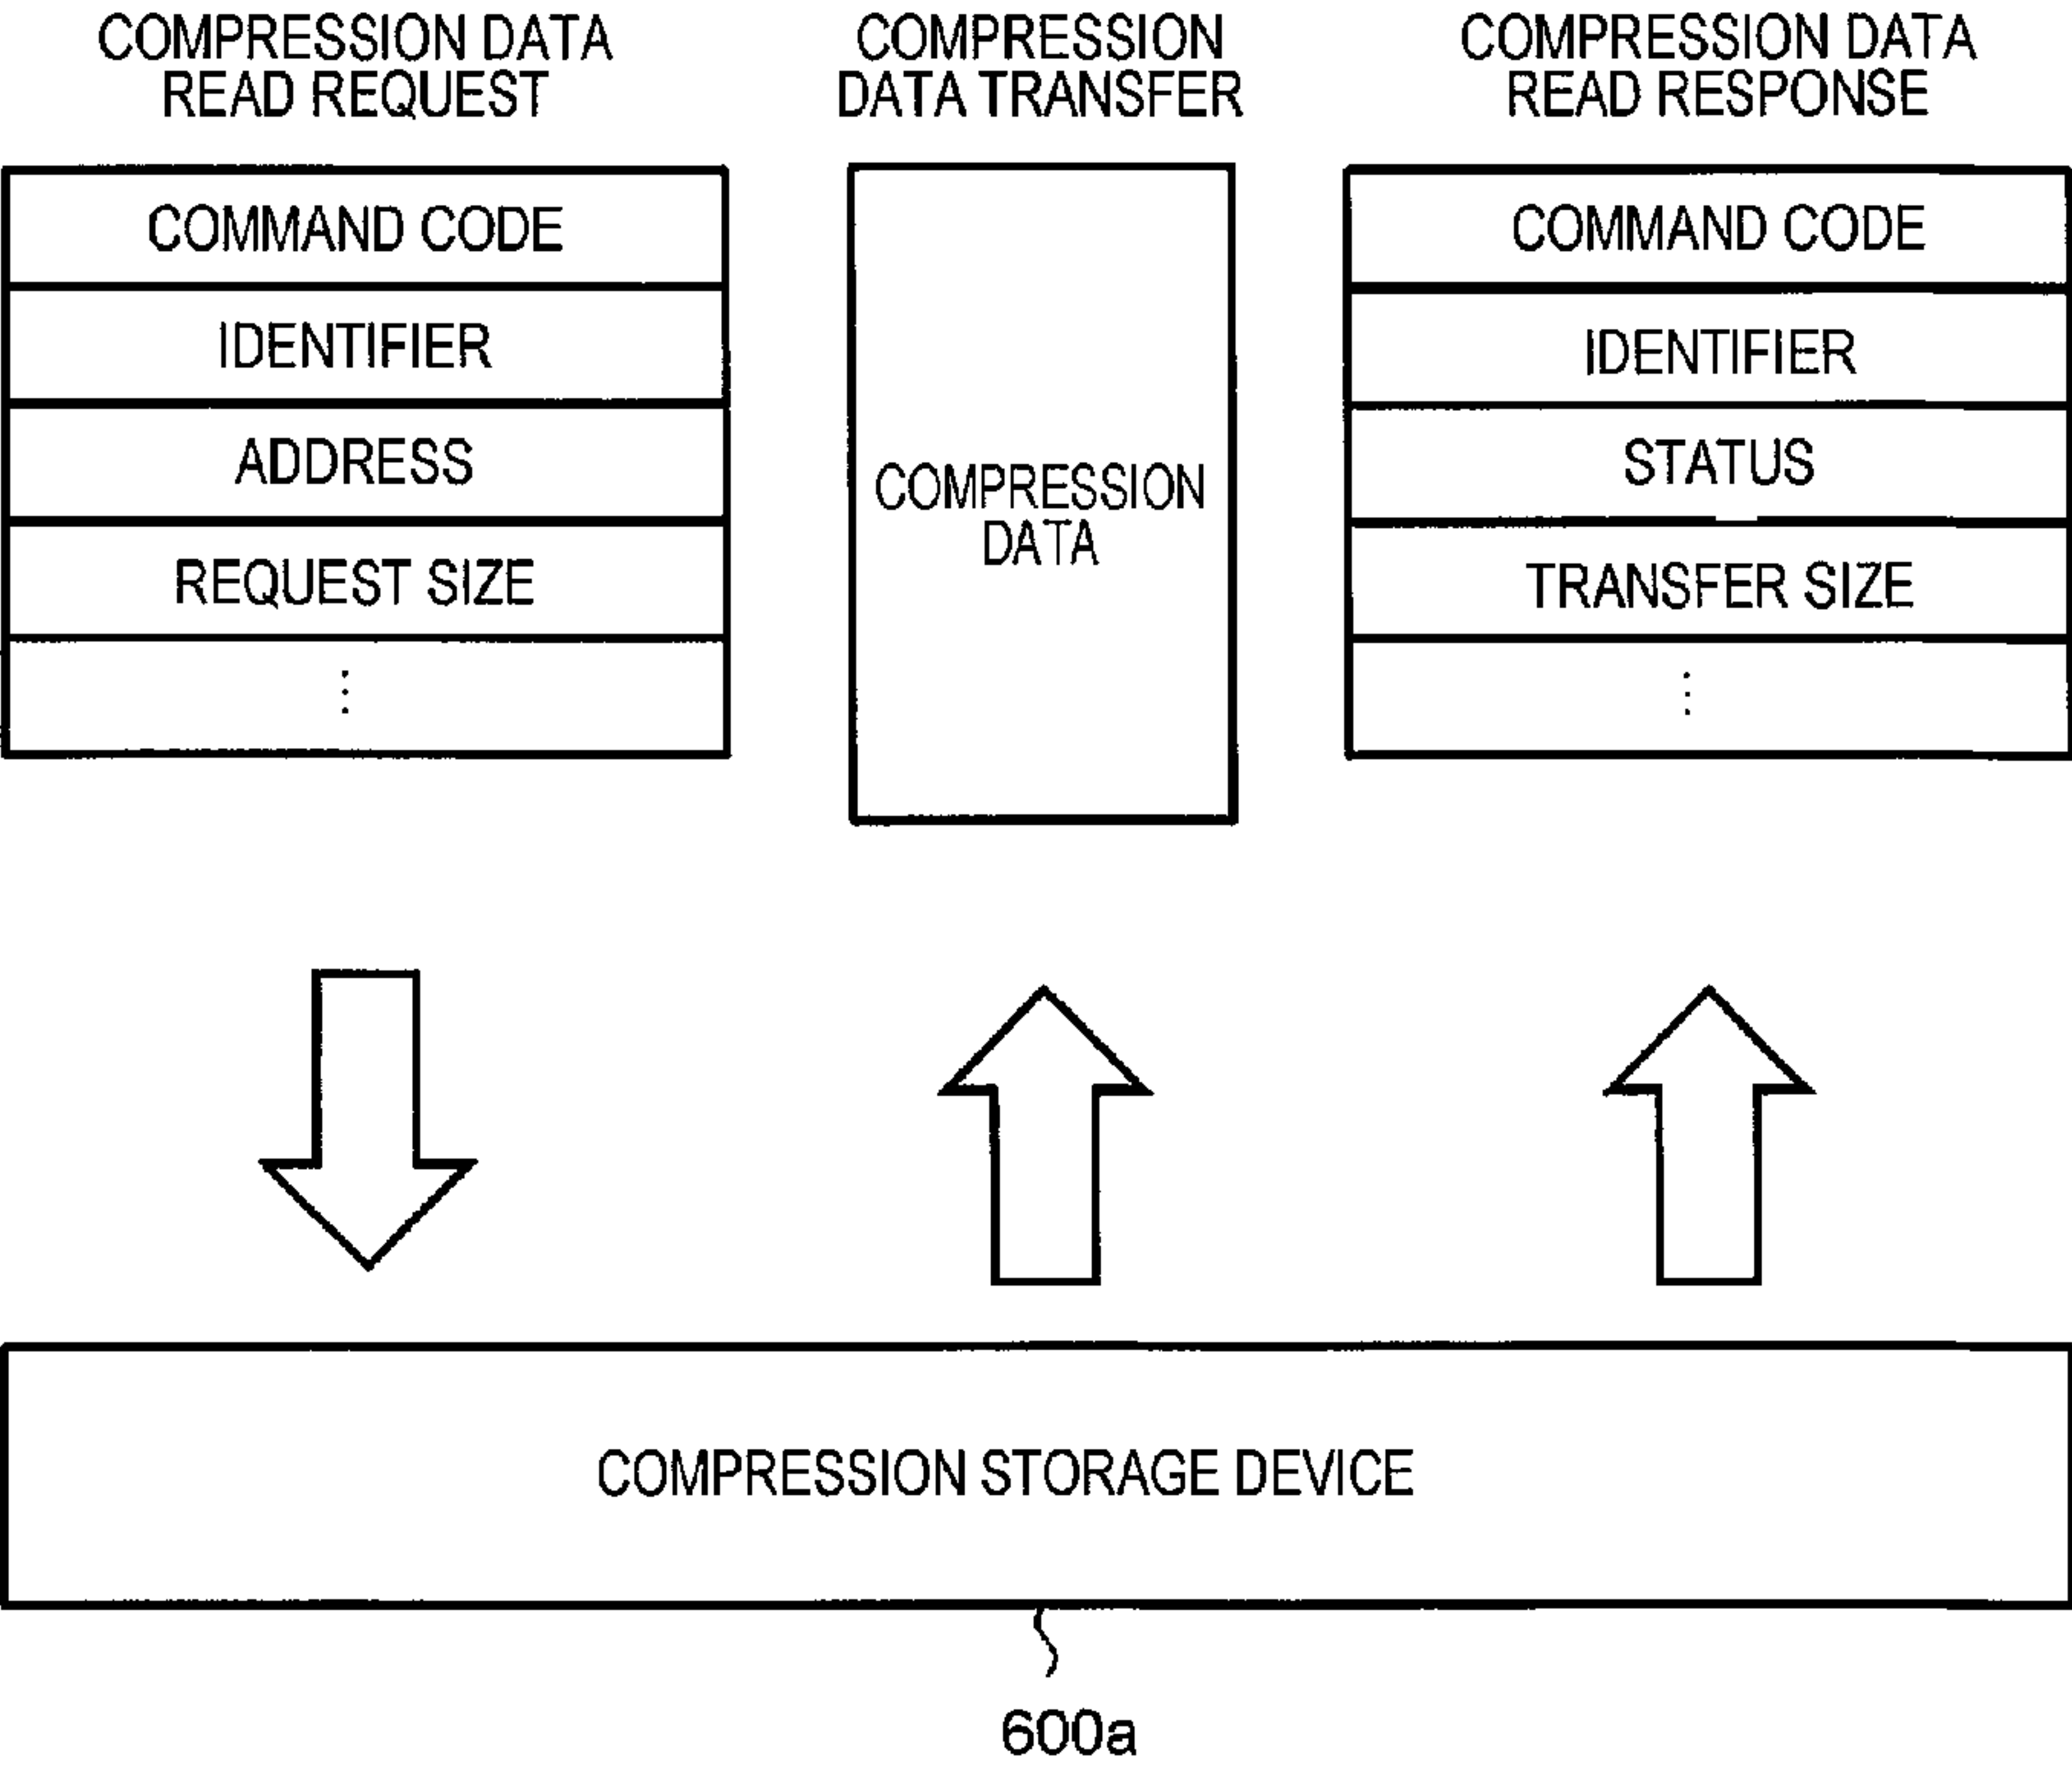 COMPRESSION DATA
READ REQUEST
COMMAND CODE
IDENTIFIER
ADDRESS
REQUEST SIZE
⋮
COMPRESSION
DATA TRANSFER
COMPRESSION
DATA
COMPRESSION DATA
READ RESPONSE
COMMAND CODE
IDENTIFIER
STATUS
TRANSFER SIZE
⋮
COMPRESSION STORAGE DEVICE
600a